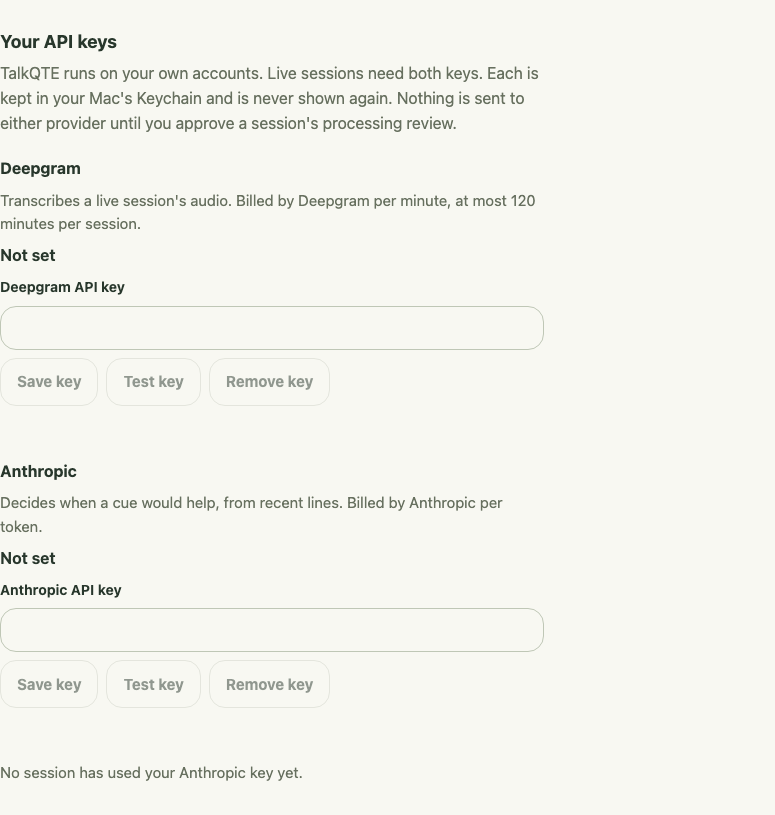 Your API keys
TalkQTE runs on your own accounts. Live sessions need both keys. Each is
kept in your Mac's Keychain and is never shown again. Nothing is sent to
either provider until you approve a session's processing review.
Deepgram
Transcribes a live session's audio. Billed by Deepgram per minute, at most 120
minutes per session.
Not set
Deepgram API key
Save key Test key Remove key
Anthropic
Decides when a cue would help, from recent lines. Billed by Anthropic per
token.
Not set
Anthropic API key
Save key Test key Remove key
No session has used your Anthropic key yet.